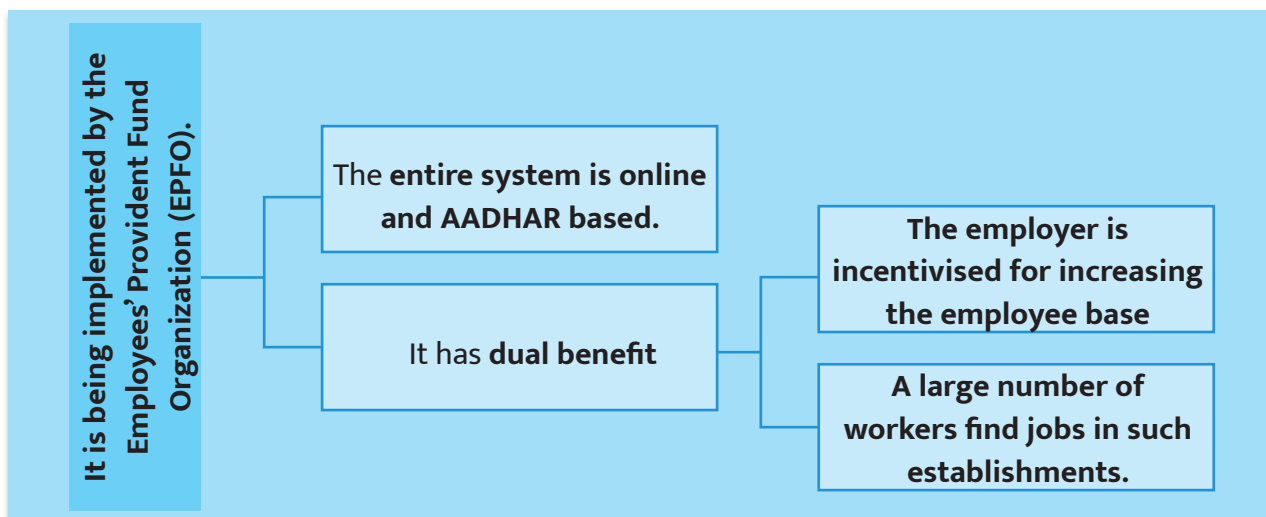 It is being implemented by the
Employees’ Provident Fund
Organization (EPFO).
The entire system is online
and AADHAR based.
It has dual benefit
The employer is
incentivised for increasing
the employee base
A large number of
workers find jobs in such
establishments.